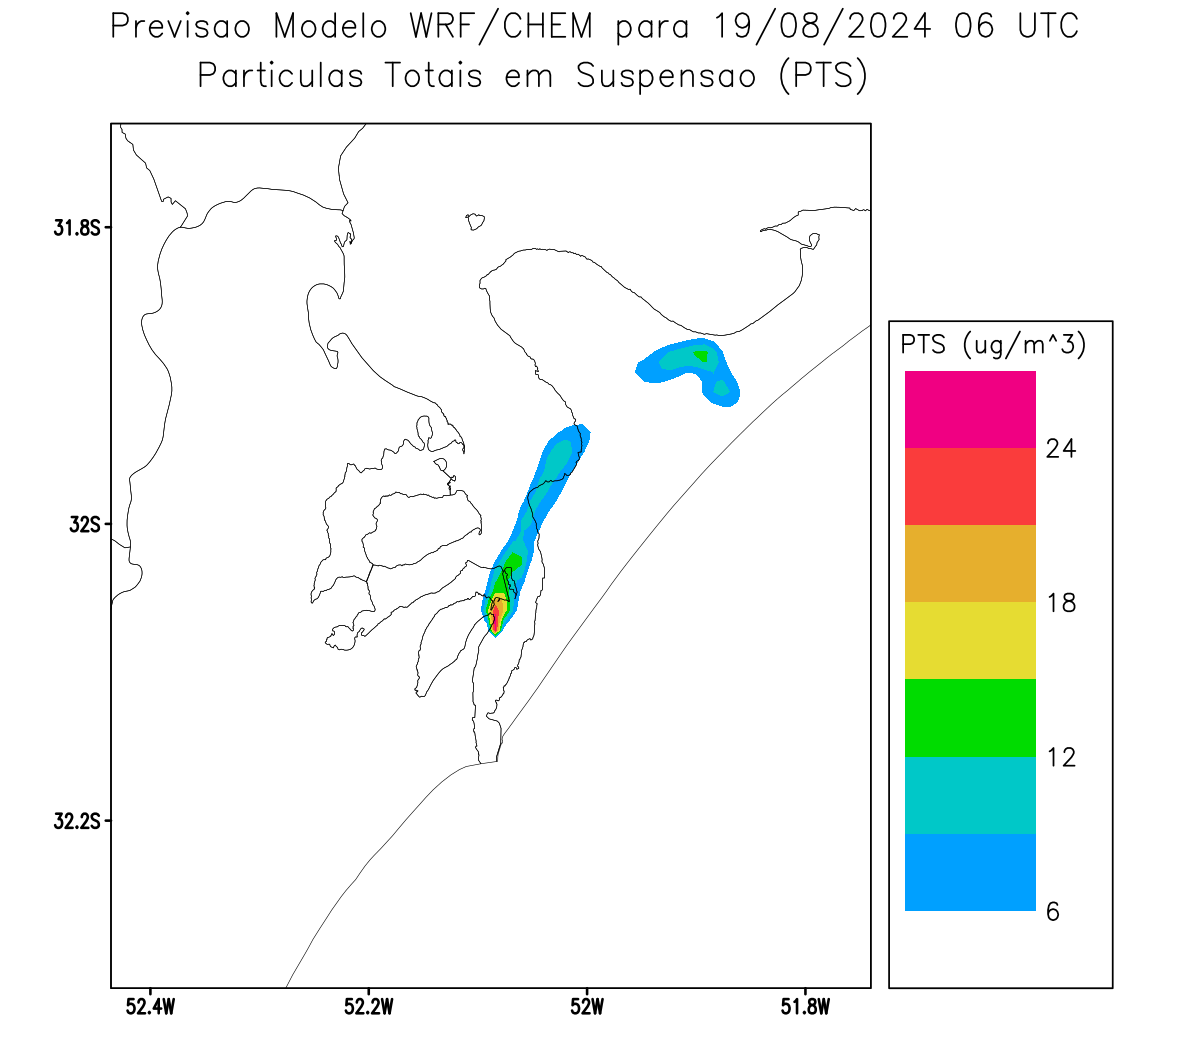 Previsao Modelo WRF/CHEM para 19/08/2024 06 UTC
Particulas Totais em Suspensao (PTS)
31.8S
32S
32.2S
52.4W
52.2W
52W
51.8W
PTS (ug/m^3)
24
18
12
6